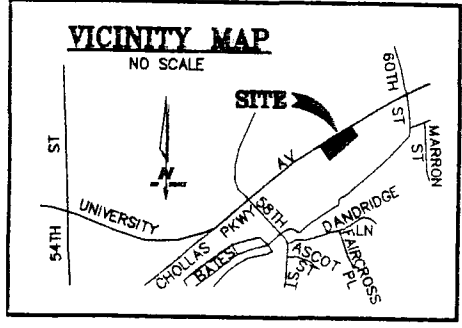 VICINITY MAP
NO SCALE
SITE
60TH ST
MARRON ST
54TH ST
UNIVERSITY AV
N
CHOLLAS PKWY
58TH ST
BATES
DANDRIDGE LN
ASCOT ST
FAIRCROSS PL